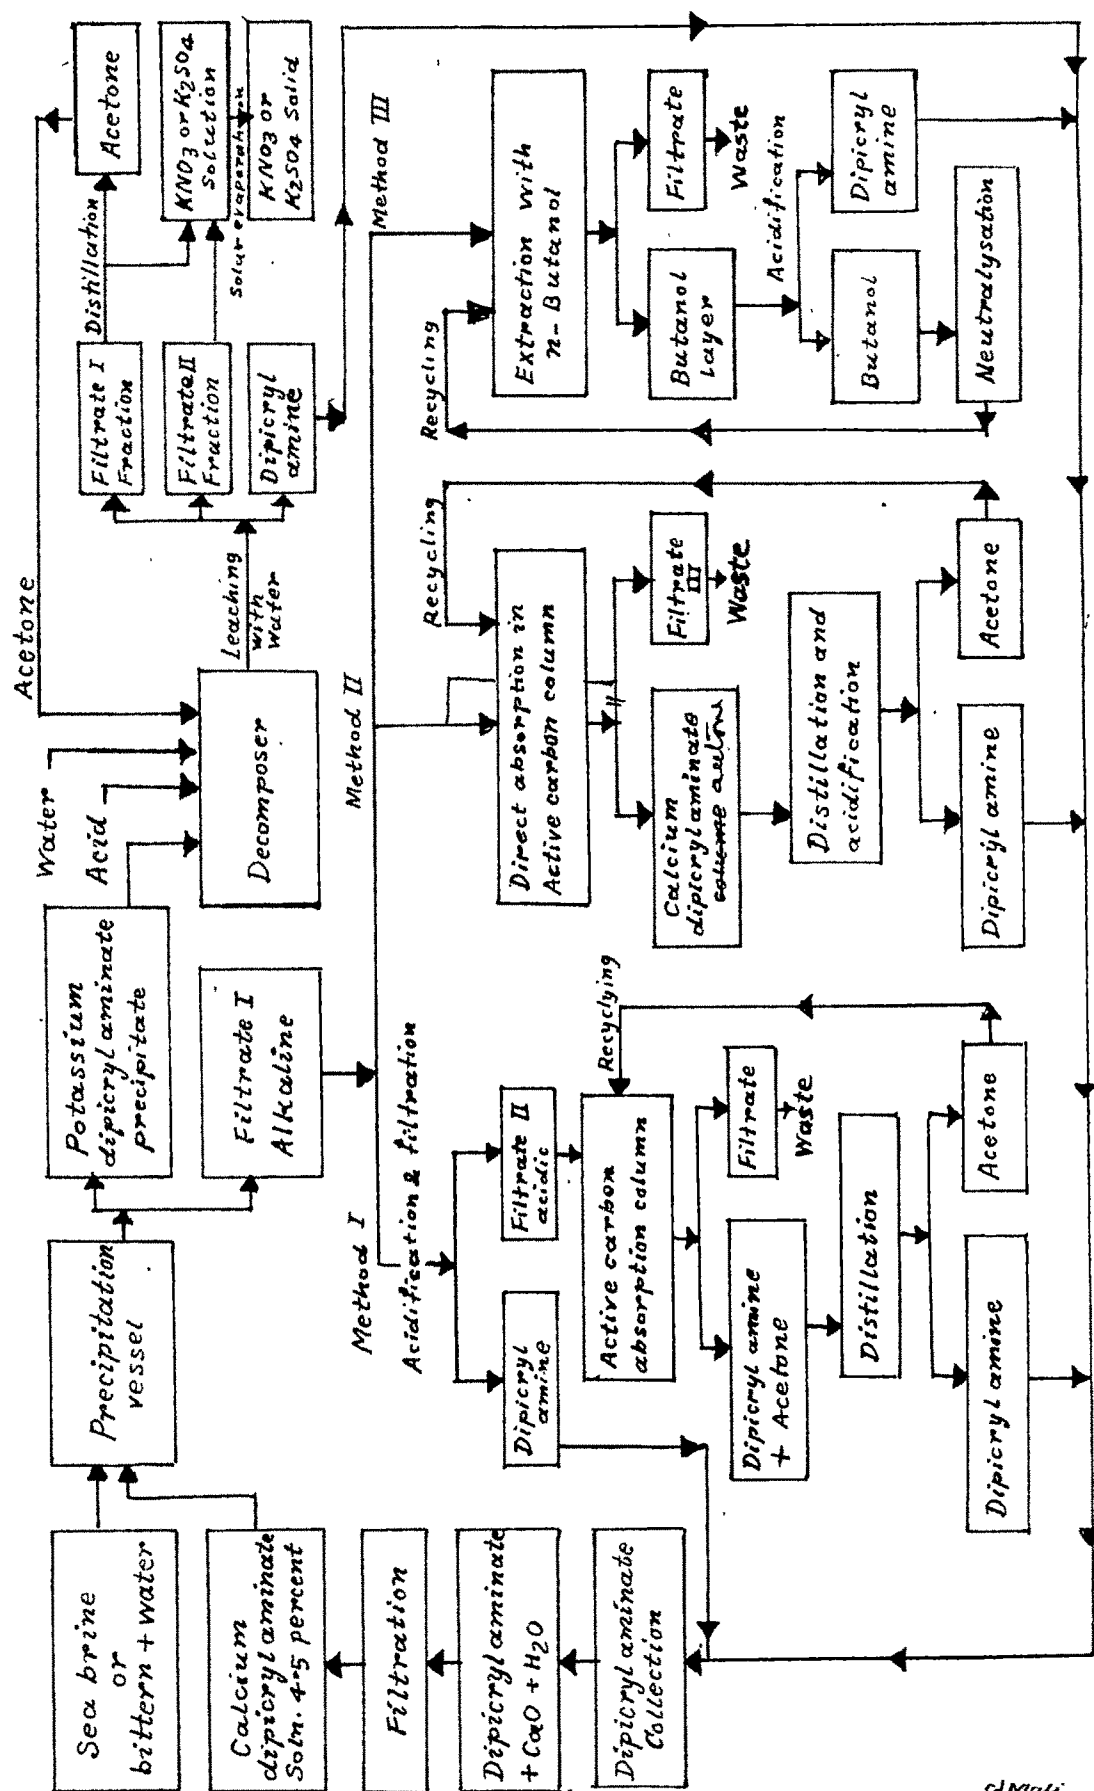 Sea brine
or
bittern + water
Calcium
dipicrylaminate
Soln. 4-5 percent
Filtration
Dipicrylaminate
+ CaO + H2O
Dipicrylaminate
Collection
Precipitation
vessel
Potassium
dipicrylaminate
precipitate
Filtrate I
Alkaline
Water
Acid
Acetone
Decomposer
Leaching
with
Water
Filtrate I
Fraction
Filtrate II
Fraction
Dipicryl
amine
Distillation
Acetone
KNO3 or K2SO4
Solution
Solar evaporation
KNO3 or
K2SO4 Solid
Method I
Acidification & filtration
Dipicryl
amine
Filtrate II
acidic
Recyclying
Active carbon
absorption column
Dipicryl amine
+ Acetone
Filtrate
Waste
Distillation
Dipicryl amine
Acetone
Method II
Recycling
Direct absorption in
Active carbon column
Calcium
dipicrylaminate
Filtrate
III
Waste
Distillation and
acidification
Dipicryl amine
Acetone
Method III
Recycling
Extraction with
n-Butanol
Butanol
Layer
Filtrate
Waste
Acidification
Butanol
Dipicryl
amine
Neutralysation